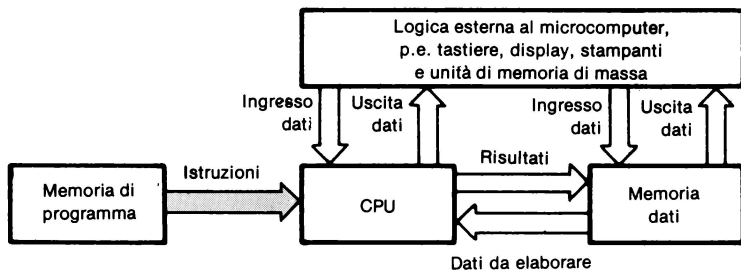 Logica esterna al microcomputer,
p.e. tastiere, display, stampanti
e unità di memoria di massa
Ingresso
dati
Uscita
dati
Ingresso
dati
Uscita
dati
Istruzioni
Risultati
Memoria di
programma
CPU
Memoria
dati
Dati da elaborare